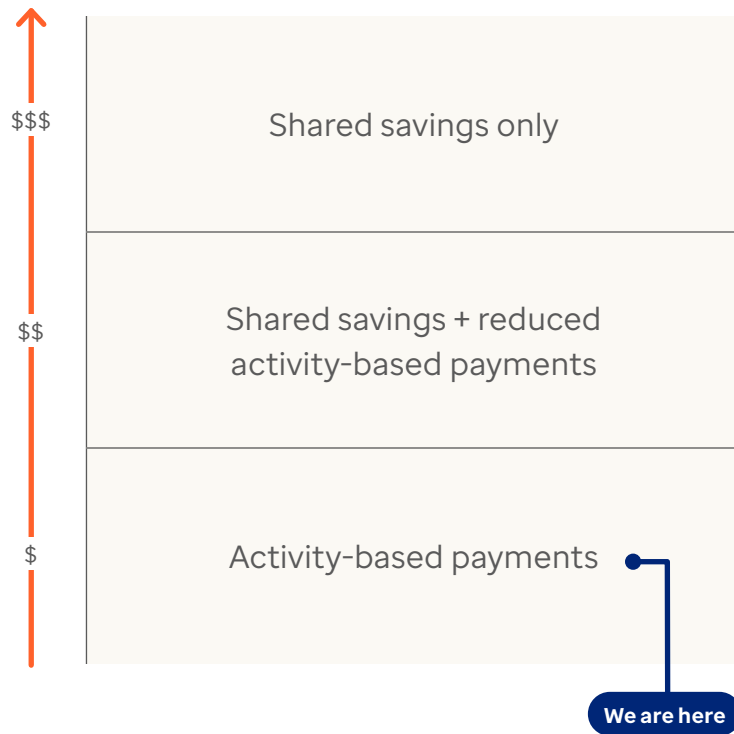 $$$
Shared savings only
$$
Shared savings + reduced
activity-based payments
$
Activity-based payments
We are here